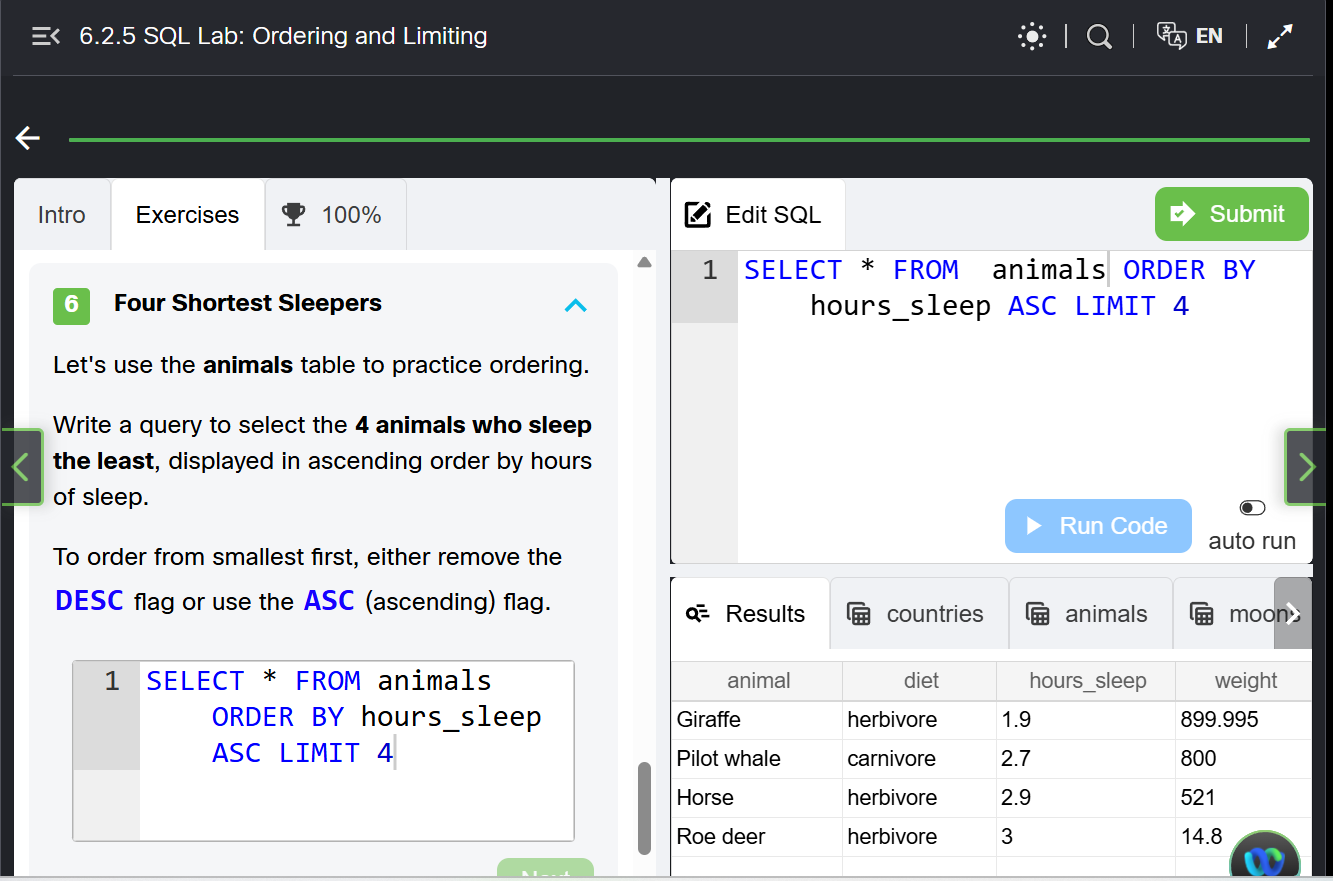 6.2.5 SQL Lab: Ordering and Limiting
EN
Intro
Exercises
100%
6
Four Shortest Sleepers
Let's use the animals table to practice ordering.
Write a query to select the 4 animals who sleep
the least, displayed in ascending order by hours
of sleep.
To order from smallest first, either remove the
DESC flag or use the ASC (ascending) flag.
1
SELECT * FROM animals
ORDER BY hours_sleep
ASC LIMIT 4
Next
Edit SQL
Submit
1
SELECT * FROM  animals ORDER BY
hours_sleep ASC LIMIT 4
Run Code
auto run
Results
countries
animals
moons
animal diet hours_sleep weight
Giraffe herbivore 1.9 899.995
Pilot whale carnivore 2.7 800
Horse herbivore 2.9 521
Roe deer herbivore 3 14.8